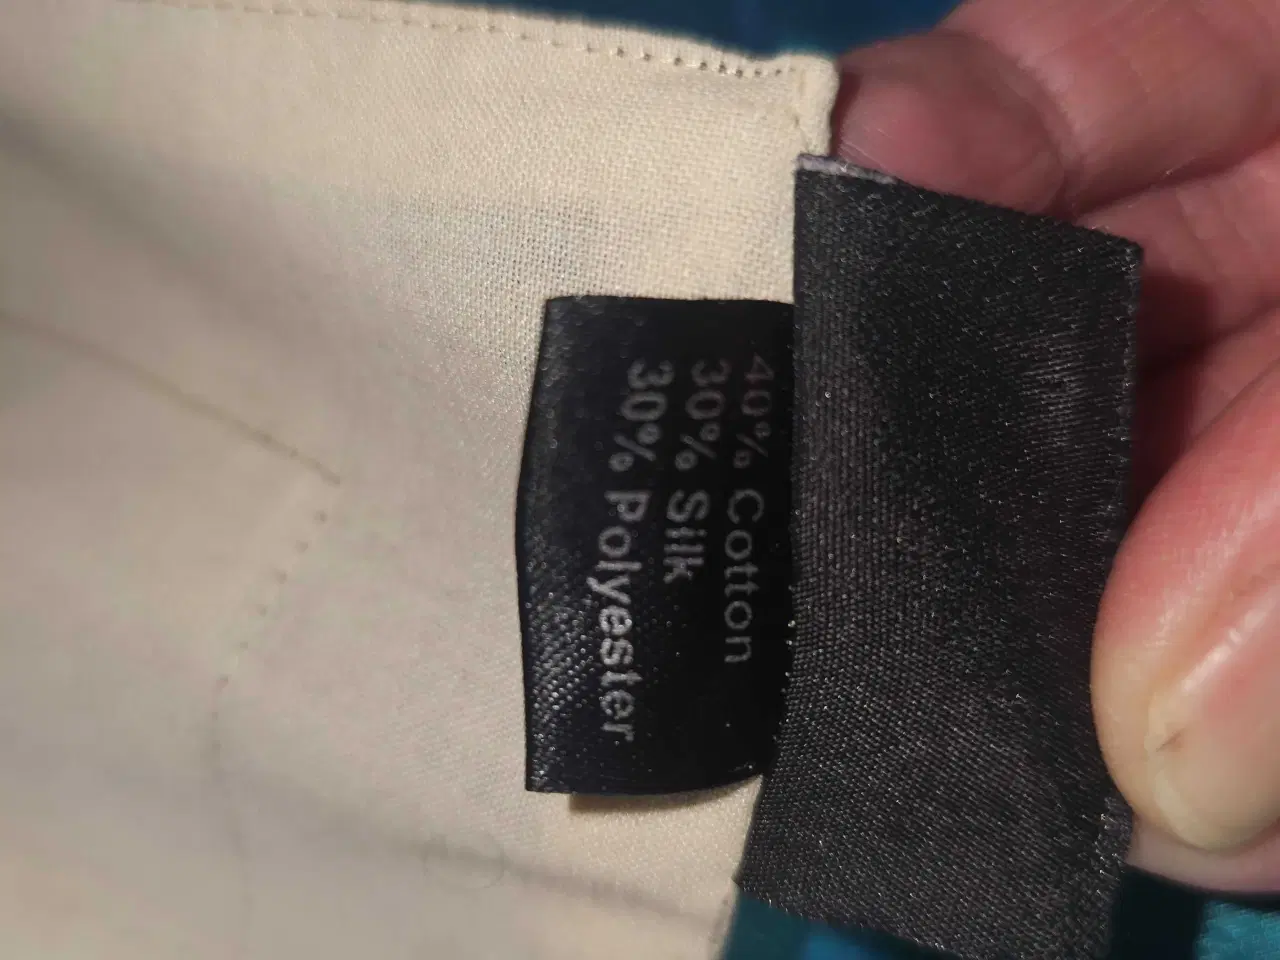 40% Cotton
30% Silk
30% Polyester